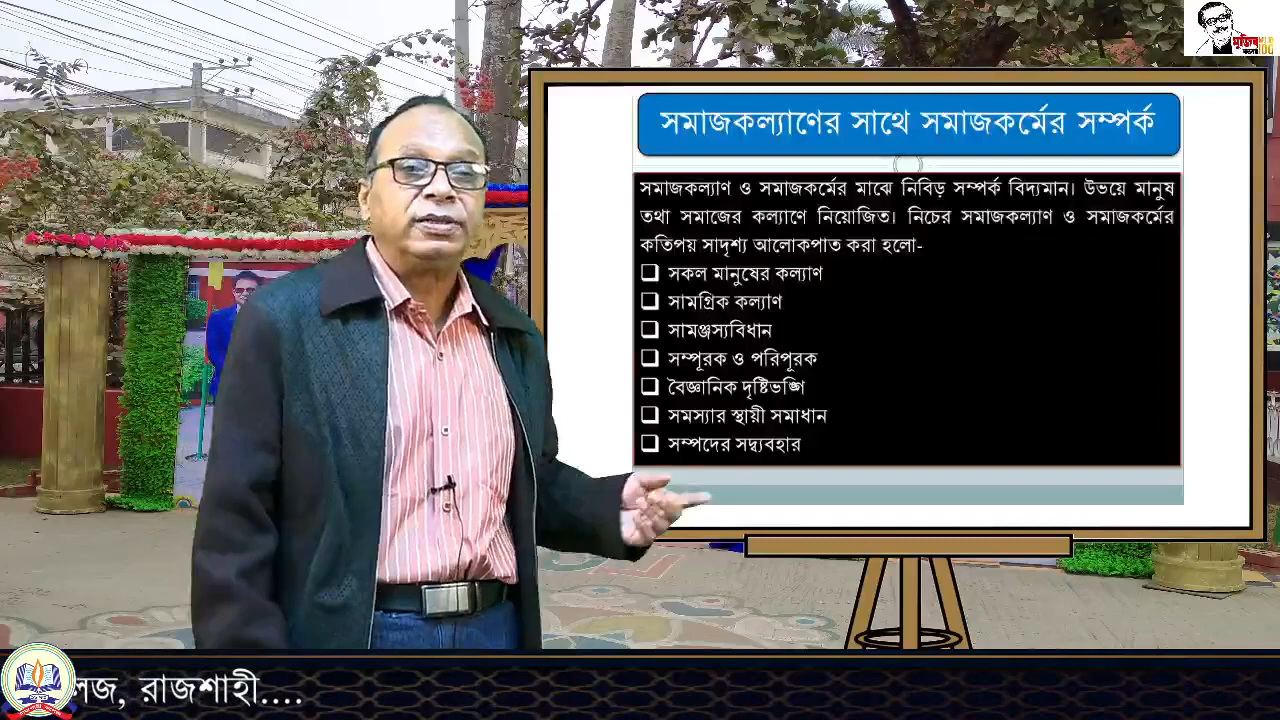 সমাজকল্যাণের সাথে সমাজকর্মের সম্পর্ক
সমাজকল্যাণ ও সমাজকর্মের মাঝে নিবিড় সম্পর্ক বিদ্যমান। উভয়ে মানুষ
তথা সমাজের কল্যাণে নিয়োজিত। নিচের সমাজকল্যাণ ও সমাজকর্মের
কতিপয় সাদৃশ্য আলোকপাত করা হলো-
সকল মানুষের কল্যাণ
সামগ্রিক কল্যাণ
সামঞ্জস্যবিধান
সম্পূরক ও পরিপূরক
বৈজ্ঞানিক দৃষ্টিভঙ্গি
সমস্যার স্থায়ী সমাধান
সম্পদের সদ্ব্যবহার
লেজ, রাজশাহী....